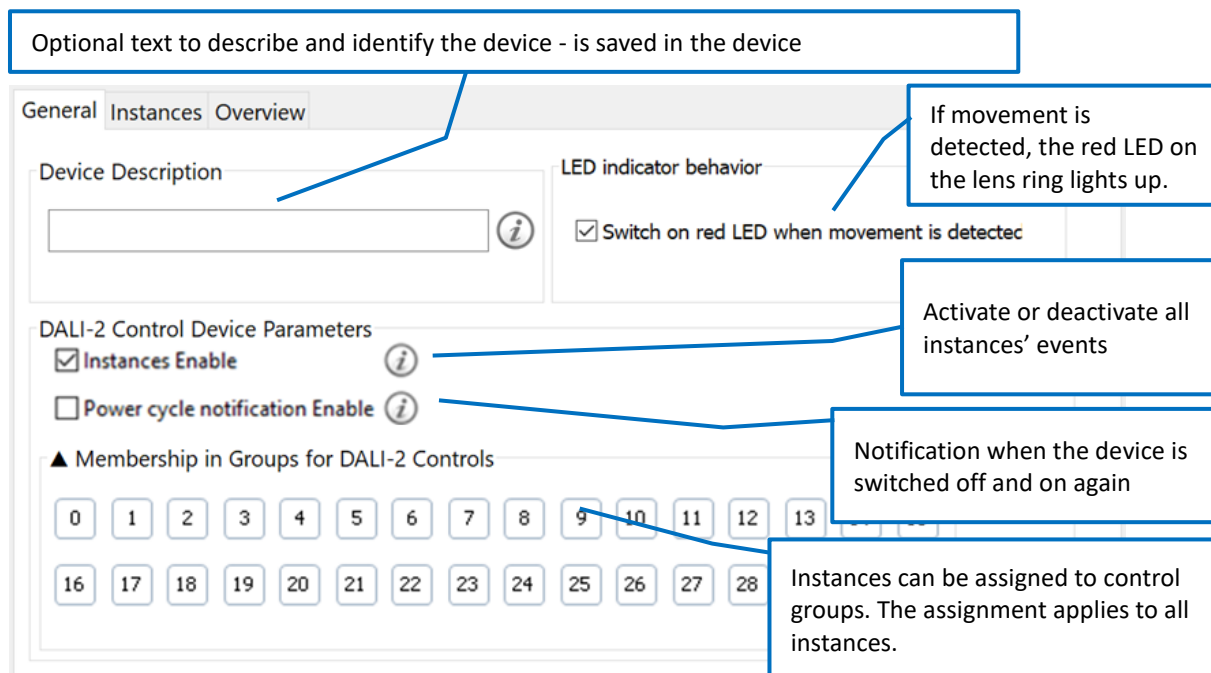 Optional text to describe and identify the device - is saved in the device
General Instances Overview
If movement is
detected, the red LED on
the lens ring lights up.
Device Description
LED indicator behavior
Switch on red LED when movement is detected
Activate or deactivate all
instances’ events
DALI-2 Control Device Parameters
Instances Enable
Power cycle notification Enable
Notification when the device is
switched off and on again
▲ Membership in Groups for DALI-2 Controls
0 1 2 3 4 5 6 7 8 9 10 11 12 13
16 17 18 19 20 21 22 23 24 25 26 27 28
Instances can be assigned to control
groups. The assignment applies to all
instances.